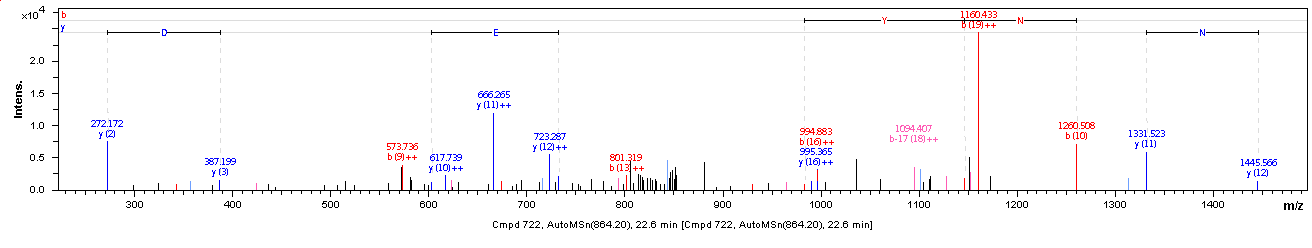 ×10⁴
b
y
Intens.
2.0
1.5
1.0
0.5
0.0
D
E
Y
N
N
272.172
y (2)
387.199
y (3)
573.736
b (9)++
617.739
y (10)++
666.265
y (11)++
723.287
y (12)++
801.319
b (13)++
994.883
b (16)++
995.365
y (16)++
1094.407
b-17 (18)++
1160.433
b (19)++
1260.508
b (10)
1331.523
y (11)
1445.566
y (12)
300 400 500 600 700 800 900 1000 1100 1200 1300 1400 m/z
Cmpd 722, AutoMSn(864.20), 22.6 min [Cmpd 722, AutoMSn(864.20), 22.6 min]